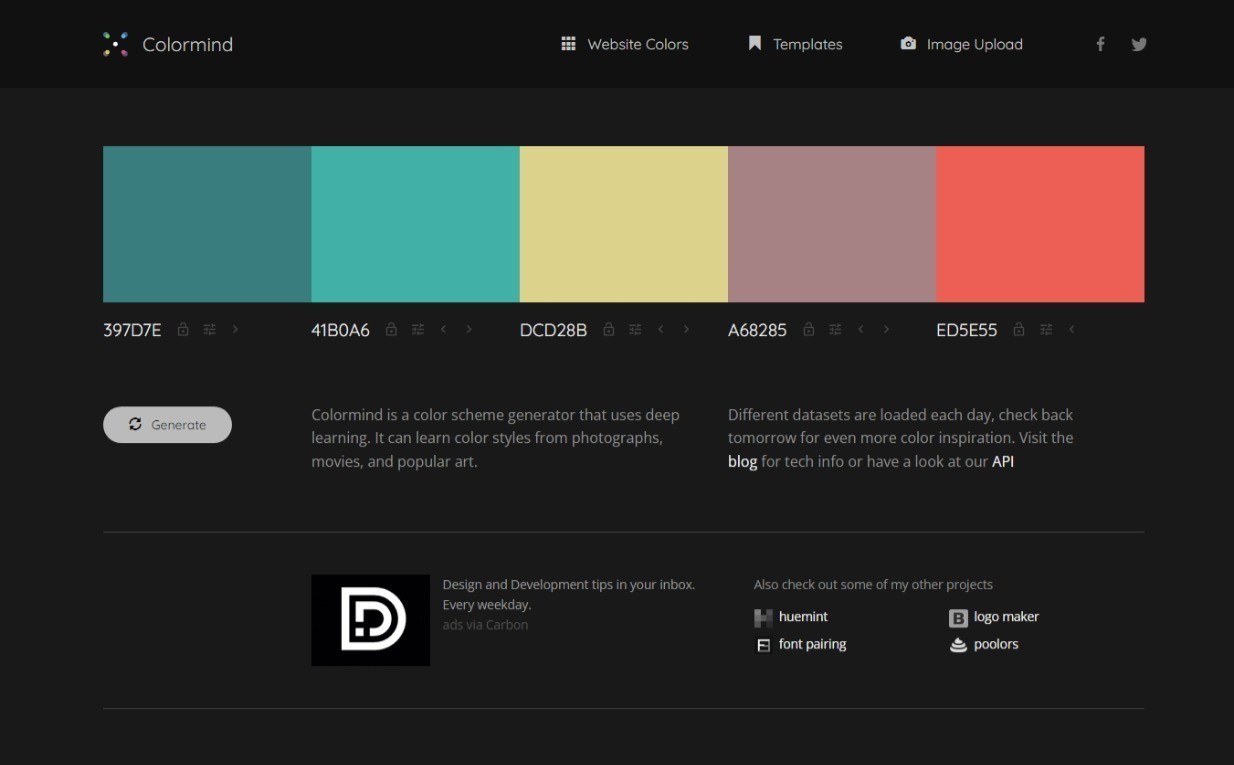 Colormind
Website Colors
Templates
Image Upload
397D7E
41B0A6
DCD28B
A68285
ED5E55
Generate
Colormind is a color scheme generator that uses deep
learning. It can learn color styles from photographs,
movies, and popular art.
Different datasets are loaded each day, check back
tomorrow for even more color inspiration. Visit the
blog for tech info or have a look at our API
Design and Development tips in your inbox.
Every weekday.
ads via Carbon
Also check out some of my other projects
huemint
logo maker
font pairing
poolors